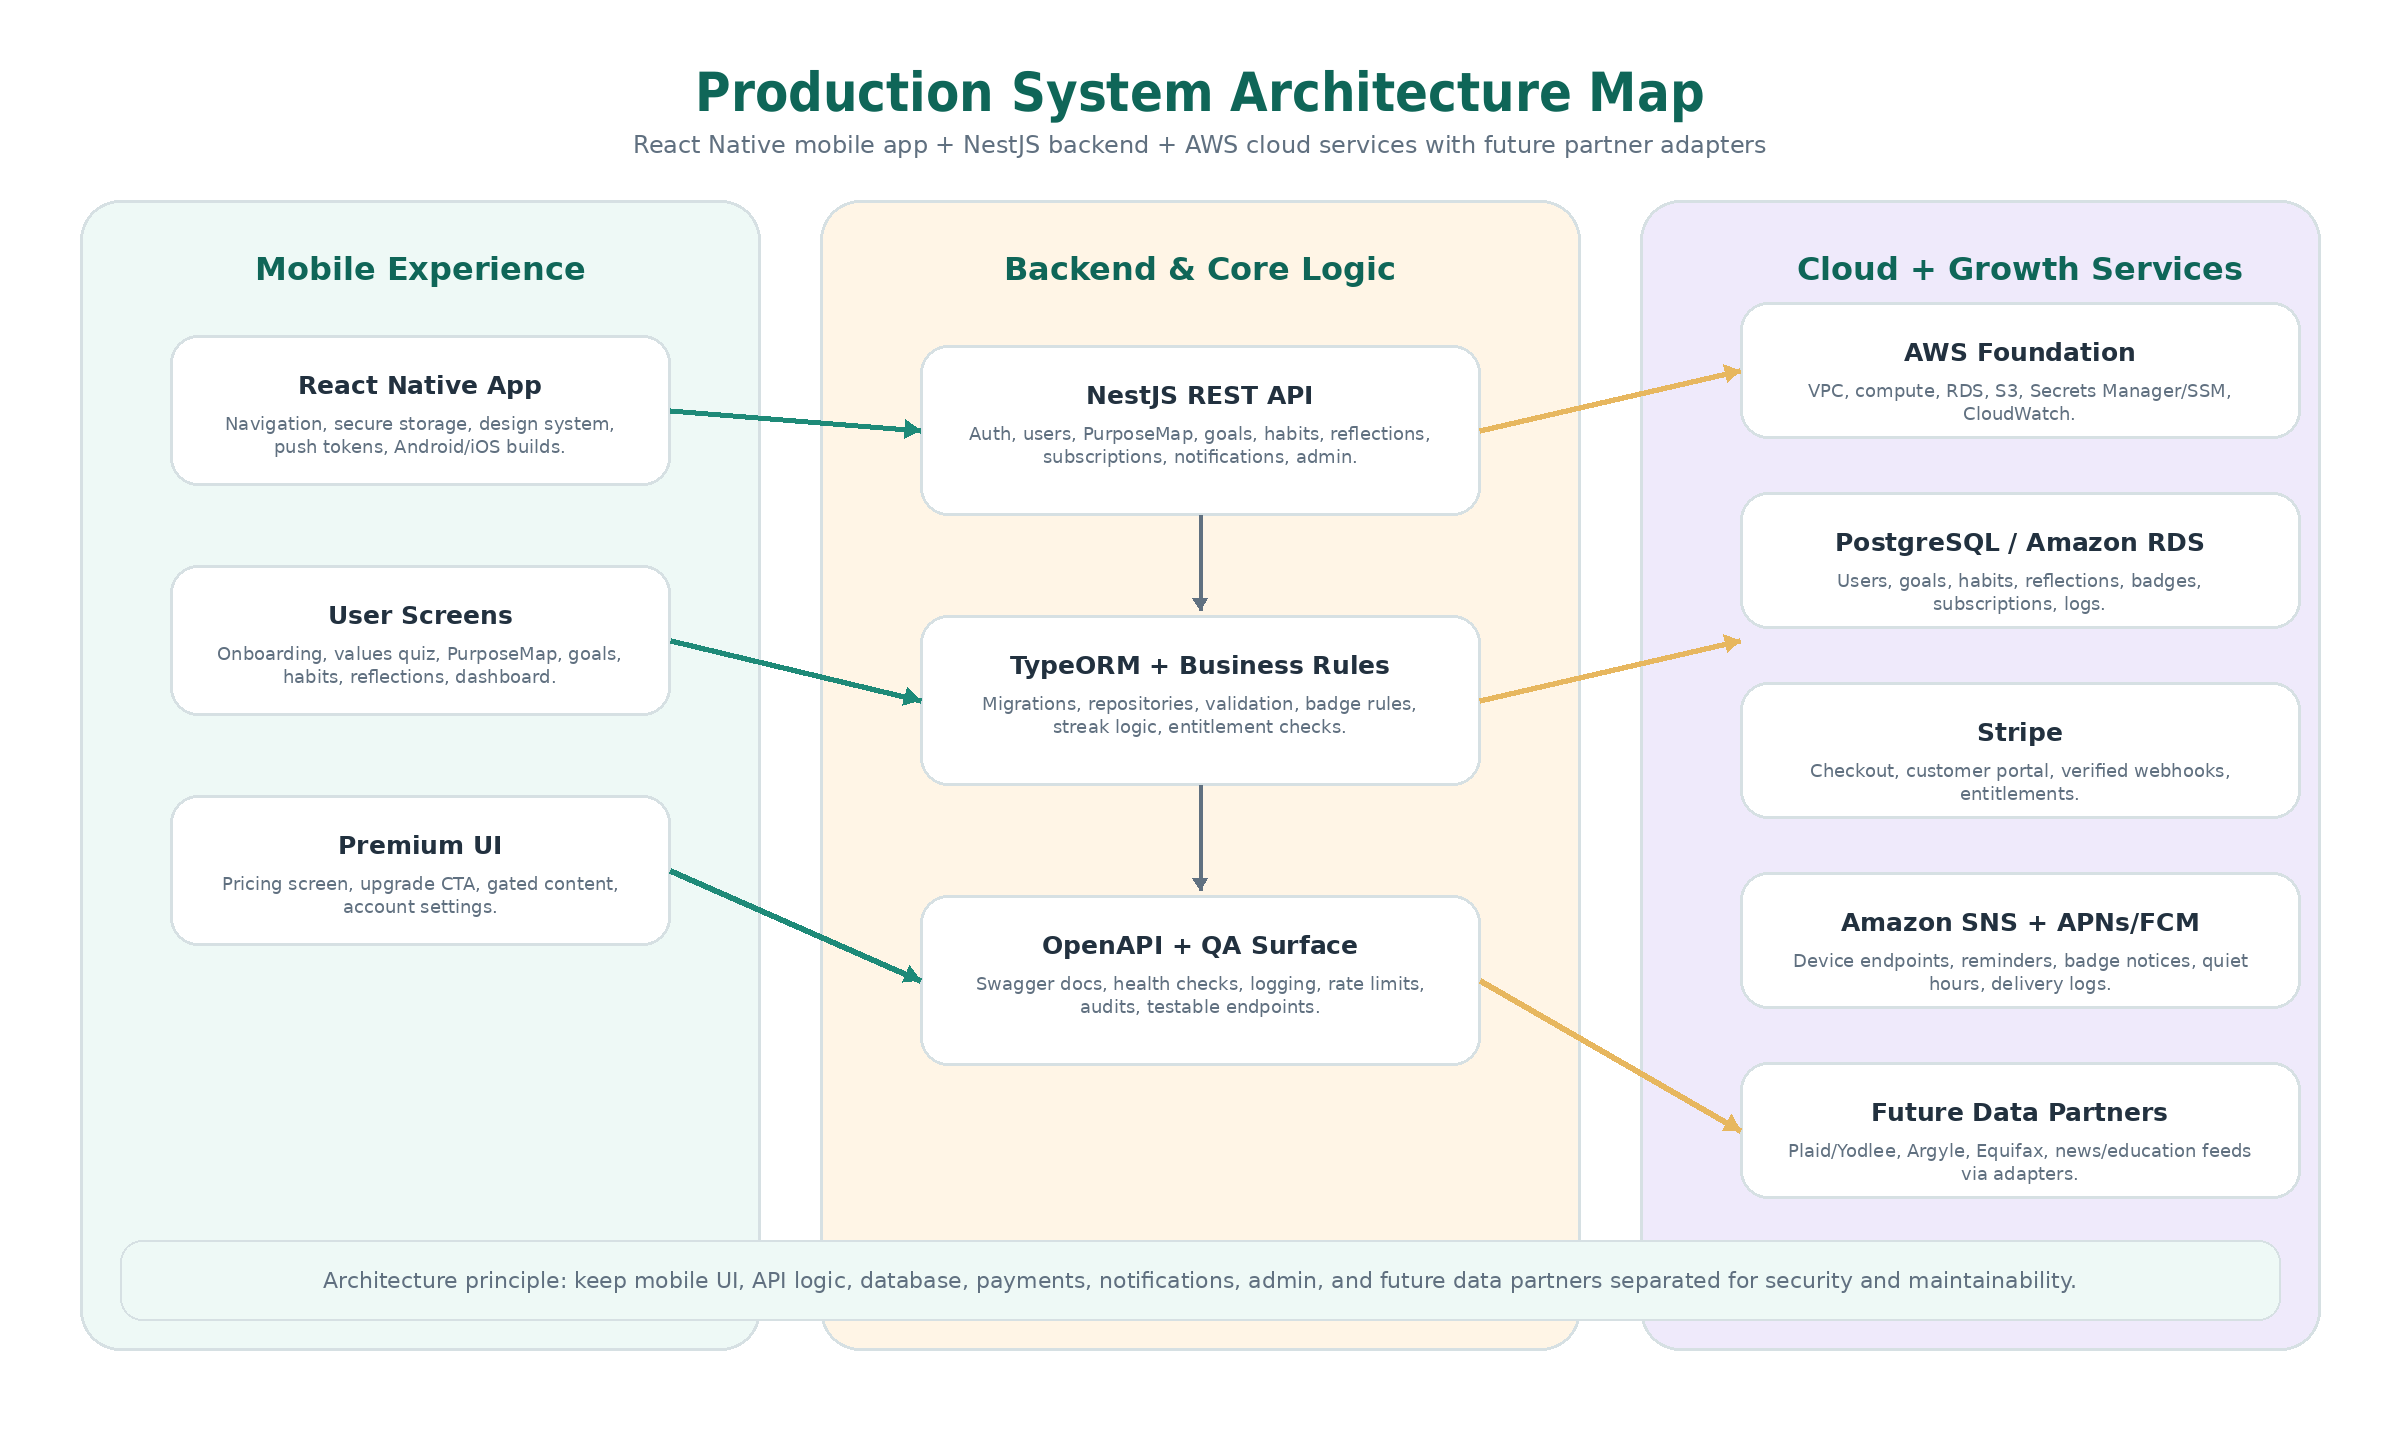 Production System Architecture Map
React Native mobile app + NestJS backend + AWS cloud services with future partner adapters
Mobile Experience
React Native App
Navigation, secure storage, design system,
push tokens, Android/iOS builds.
User Screens
Onboarding, values quiz, PurposeMap, goals,
habits, reflections, dashboard.
Premium UI
Pricing screen, upgrade CTA, gated content,
account settings.
Backend & Core Logic
NestJS REST API
Auth, users, PurposeMap, goals, habits, reflections,
subscriptions, notifications, admin.
TypeORM + Business Rules
Migrations, repositories, validation, badge rules,
streak logic, entitlement checks.
OpenAPI + QA Surface
Swagger docs, health checks, logging, rate limits,
audits, testable endpoints.
Cloud + Growth Services
AWS Foundation
VPC, compute, RDS, S3, Secrets Manager/SSM,
CloudWatch.
PostgreSQL / Amazon RDS
Users, goals, habits, reflections, badges,
subscriptions, logs.
Stripe
Checkout, customer portal, verified webhooks,
entitlements.
Amazon SNS + APNs/FCM
Device endpoints, reminders, badge notices, quiet
hours, delivery logs.
Future Data Partners
Plaid/Yodlee, Argyle, Equifax, news/education feeds
via adapters.
Architecture principle: keep mobile UI, API logic, database, payments, notifications, admin, and future data partners separated for security and maintainability.